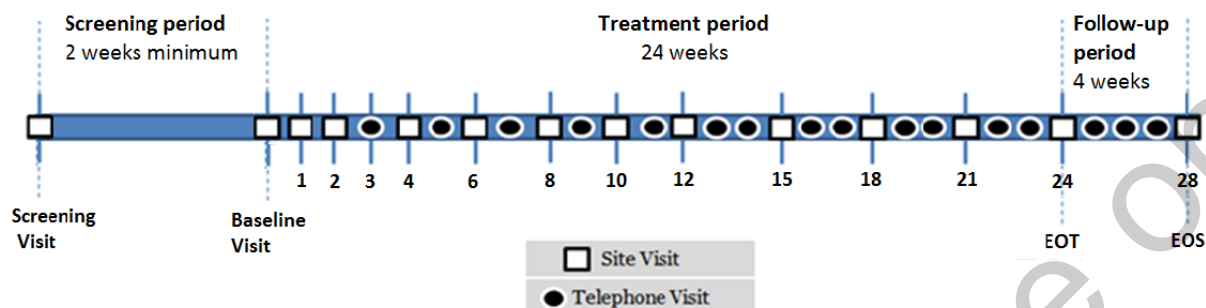 Screening period
2 weeks minimum
Treatment period
24 weeks
Follow-up
period
4 weeks
1 2 3 4 6 8 10 12 15 18 21 24 28
Screening
Visit
Baseline
Visit
EOT
EOS
Site Visit
Telephone Visit